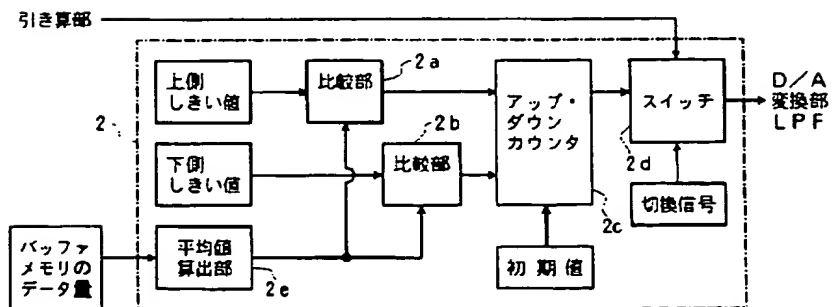 引き算部
上側
しきい値
比較部
2a
アップ・
ダウン
カウンタ
スイッチ
D/A
変換部
LPF
2
2b
2d
下側
しきい値
比較部
2c
切換信号
バッファ
メモリの
データ量
平均値
算出部
2e
初期値